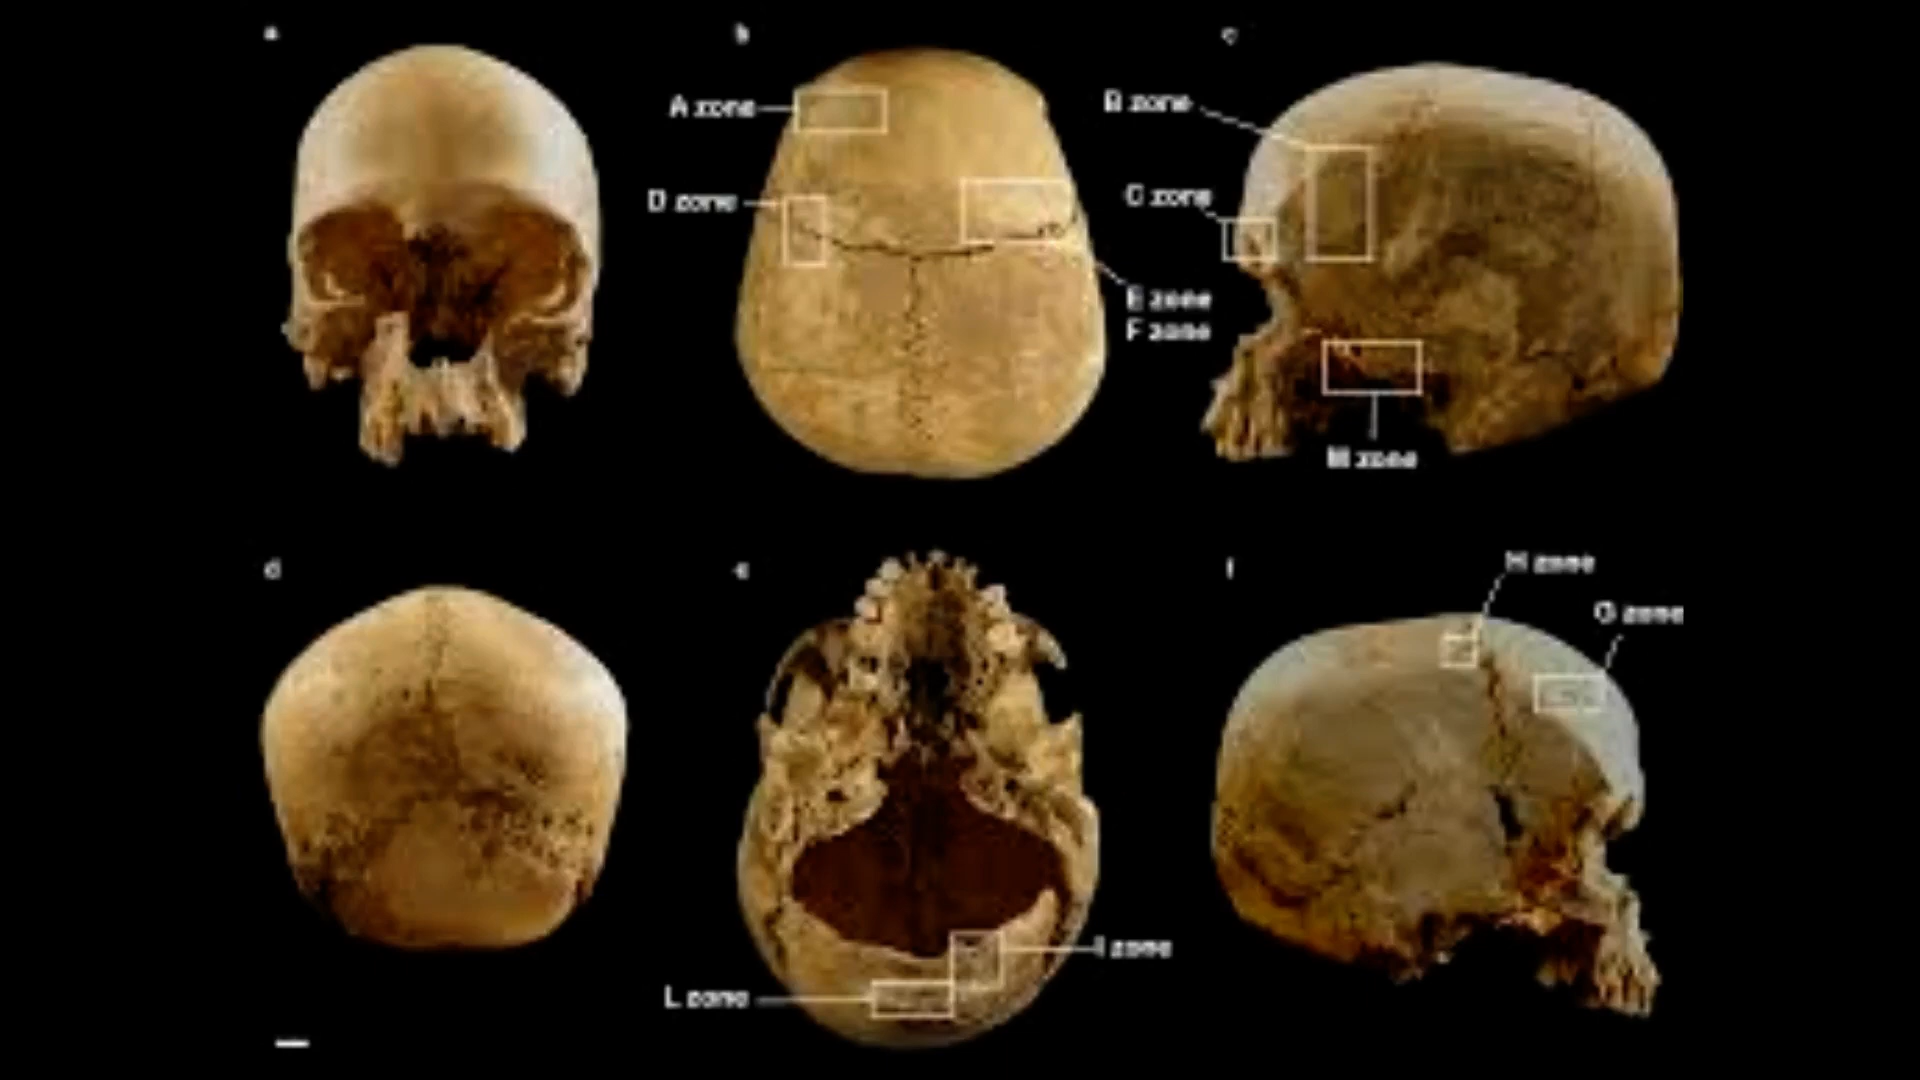 a
b
c
A zone
B zone
D zone
C zone
E zone
F zone
M zone
d
e
f
H zone
G zone
I zone
L zone